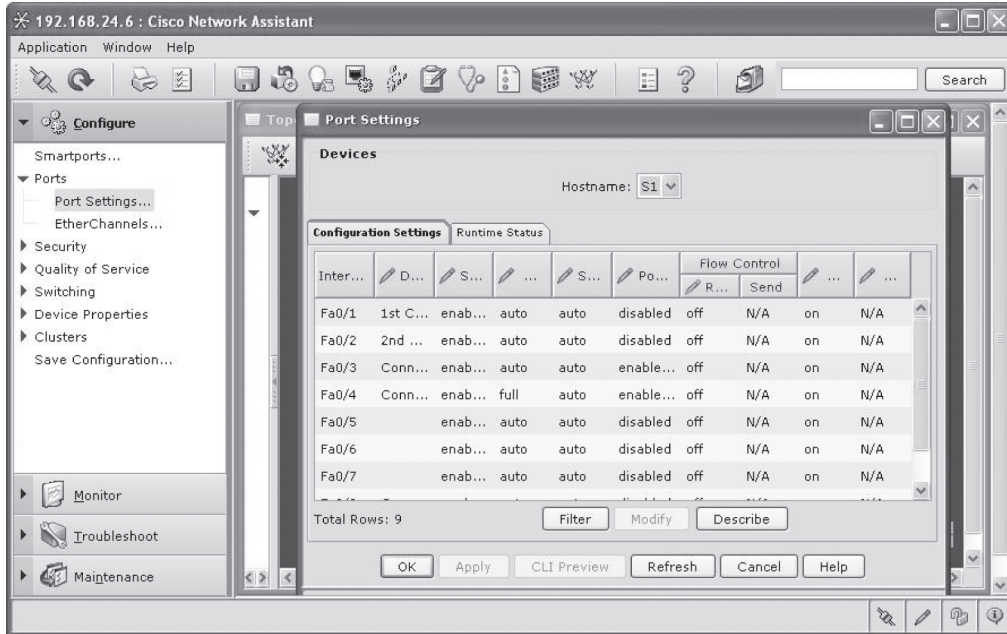 192.168.24.6 : Cisco Network Assistant
Application Window Help
Search
Configure
Smartports...
Ports
Port Settings...
EtherChannels...
Security
Quality of Service
Switching
Device Properties
Clusters
Save Configuration...
Monitor
Troubleshoot
Maintenance
Top
Port Settings
Devices
Hostname: S1
Configuration Settings Runtime Status
Inter... D... S... ... S... Po... Flow Control ... ...
R... Send
Fa0/1 1st C... enab... auto auto disabled off N/A on N/A
Fa0/2 2nd ... enab... auto auto disabled off N/A on N/A
Fa0/3 Conn... enab... auto auto enable... off N/A on N/A
Fa0/4 Conn... enab... full auto enable... off N/A on N/A
Fa0/5 enab... auto auto disabled off N/A on N/A
Fa0/6 enab... auto auto disabled off N/A on N/A
Fa0/7 enab... auto auto disabled off N/A on N/A
Total Rows: 9
Filter Modify Describe
OK Apply CLI Preview Refresh Cancel Help